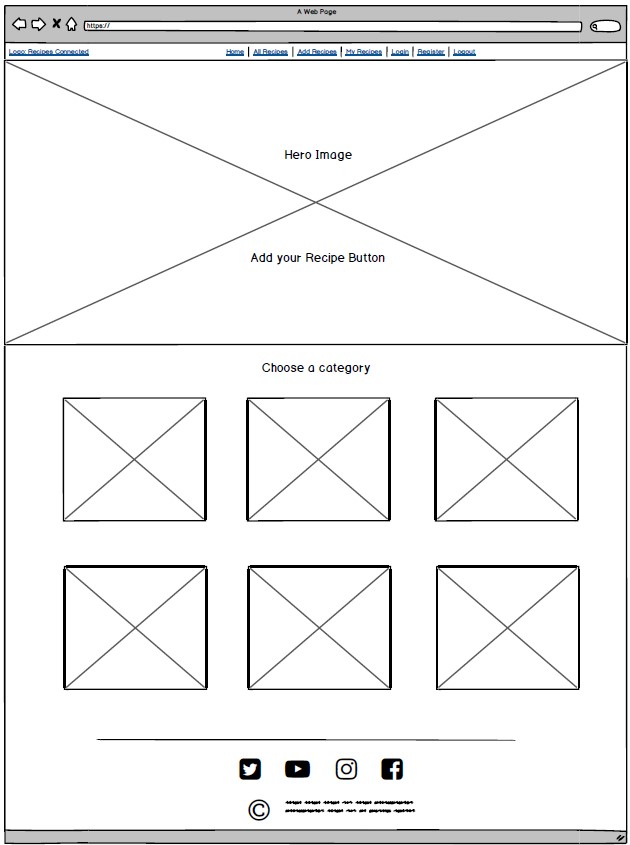 A Web Page
https://
Logo: Recipes Connected
Home | All Recipes | Add Recipes | My Recipes | Login | Register | Logout
Hero Image
Add your Recipe Button
Choose a category
©